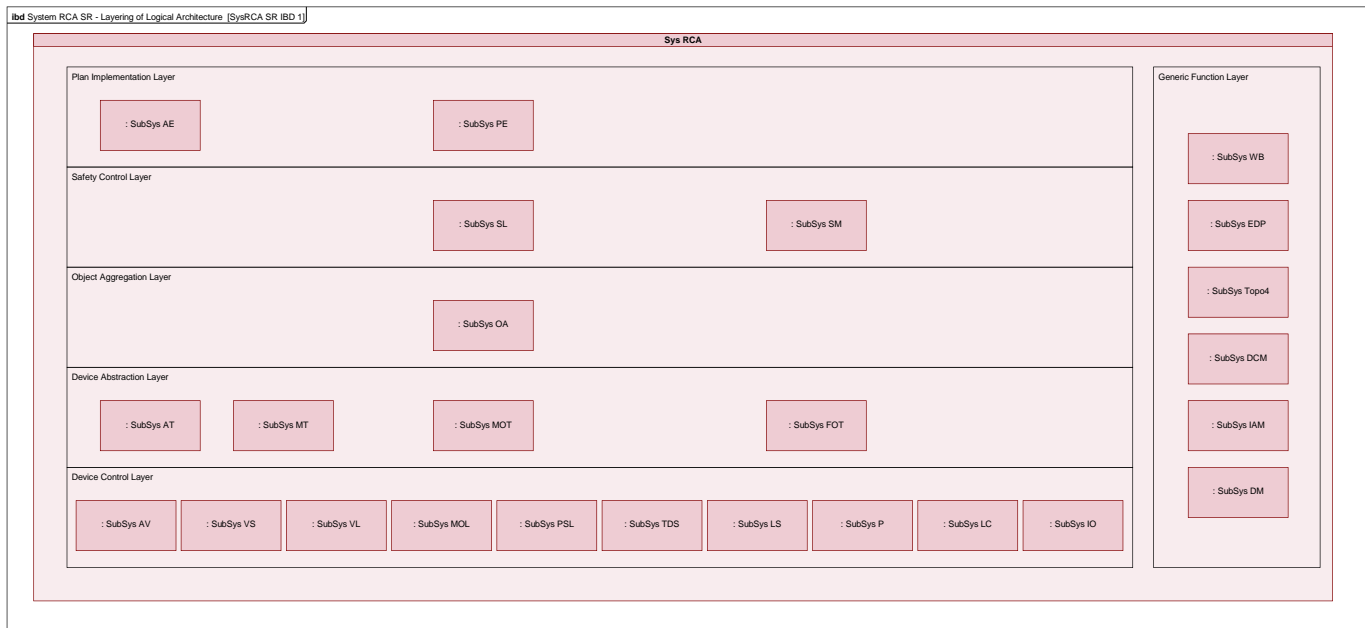 ibd System RCA SR - Layering of Logical Architecture [SysRCA SR IBD 1]
Sys RCA
Plan Implementation Layer
: SubSys AE
: SubSys PE
Safety Control Layer
: SubSys SL
: SubSys SM
Object Aggregation Layer
: SubSys OA
Device Abstraction Layer
: SubSys AT
: SubSys MT
: SubSys MOT
: SubSys FOT
Device Control Layer
: SubSys AV
: SubSys VS
: SubSys VL
: SubSys MOL
: SubSys PSL
: SubSys TDS
: SubSys LS
: SubSys P
: SubSys LC
: SubSys IO
Generic Function Layer
: SubSys WB
: SubSys EDP
: SubSys Topo4
: SubSys DCM
: SubSys IAM
: SubSys DM